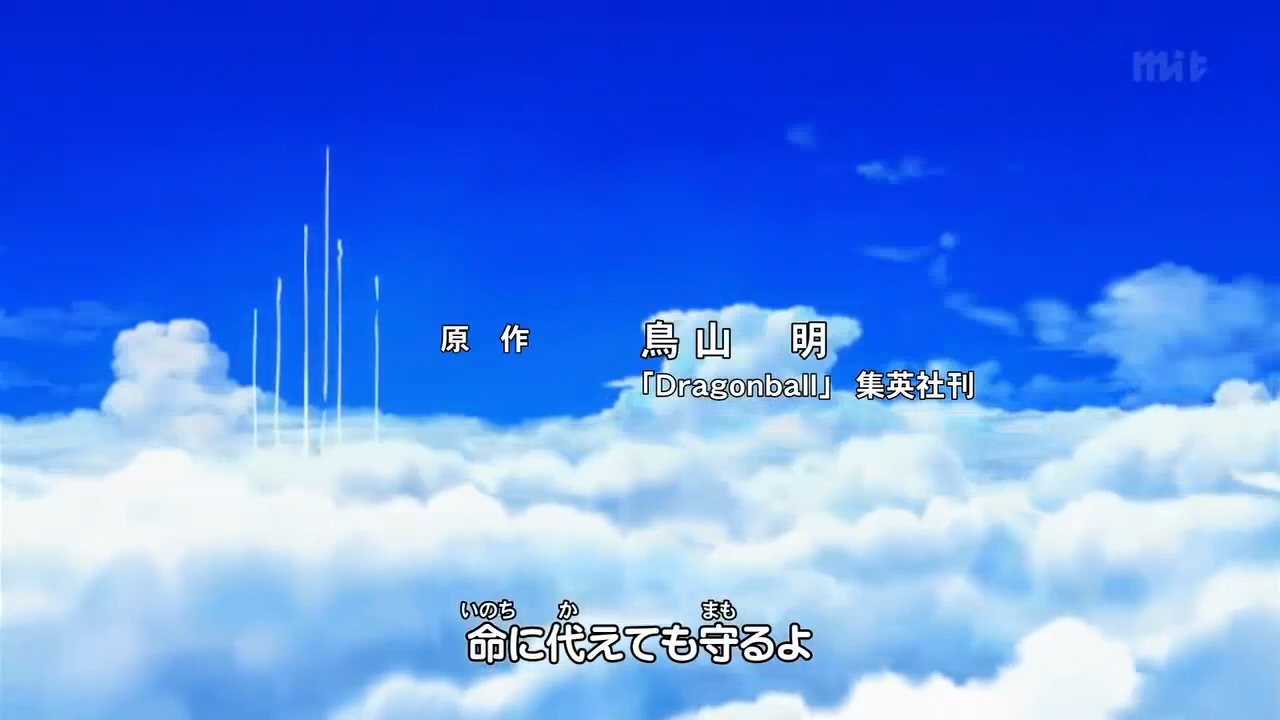 mit
原作 鳥山 明
「Dragonball」 集英社刊
いのち か まも
命に代えても守るよ